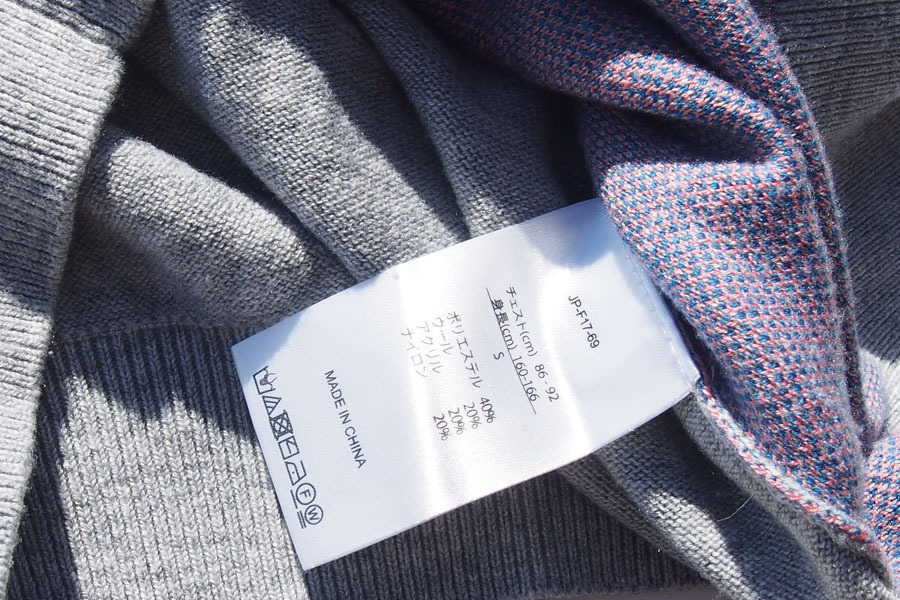 JP-F17-69
チェスト(cm) 86-92
身長(cm) 160-166
S
ポリエステル 40%
ウール 20%
アクリル 20%
ナイロン 20%
MADE IN CHINA
F W